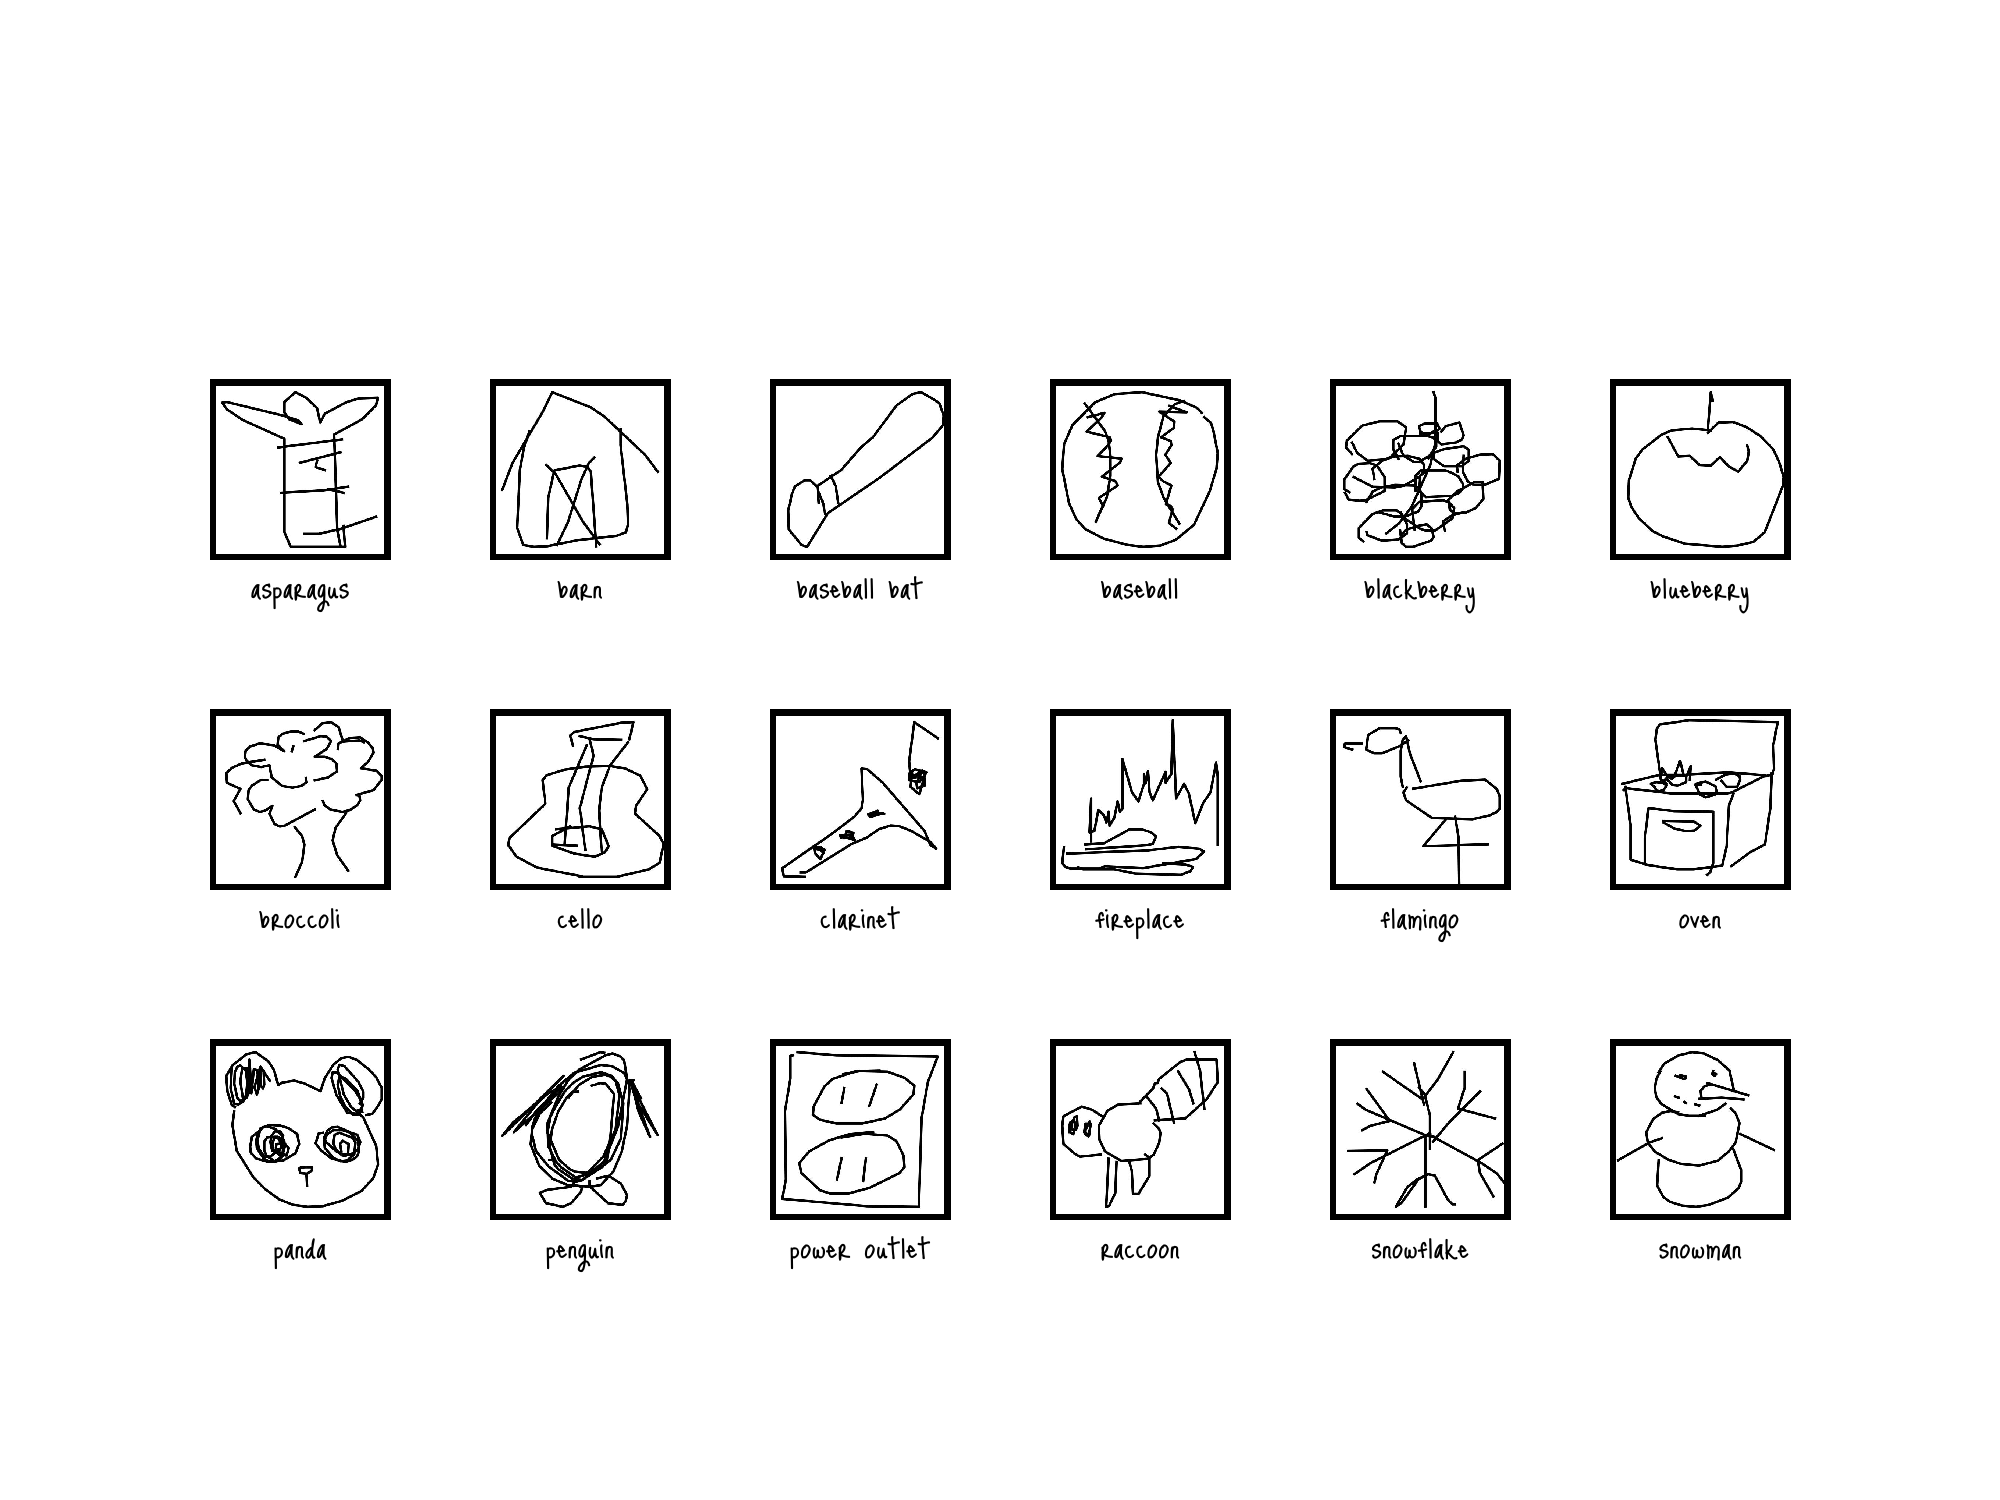 asparagus
barn
baseball bat
baseball
blackberry
blueberry
broccoli
cello
clarinet
fireplace
flamingo
oven
panda
penguin
power outlet
raccoon
snowflake
snowman